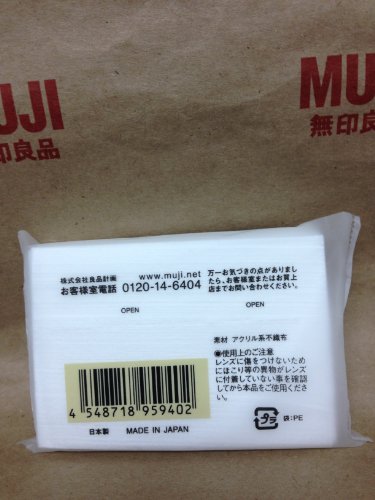 MUJI
印良品
MUJI
無印良品
株式会社良品計画
お客様室電話
www.muji.net
0120-14-6404
万一お気づきの点がありまし
たら、お客様室またはお買上
店までお問い合わせください。
OPEN
OPEN
素材 アクリル系不織布
◉使用上のご注意
レンズに傷をつけないため
にほこり等の異物がレンズ
に付着していない事を確認
してから本品をご使用ください。
4 548718 959402
日本製 MADE IN JAPAN
プラ 袋:PE